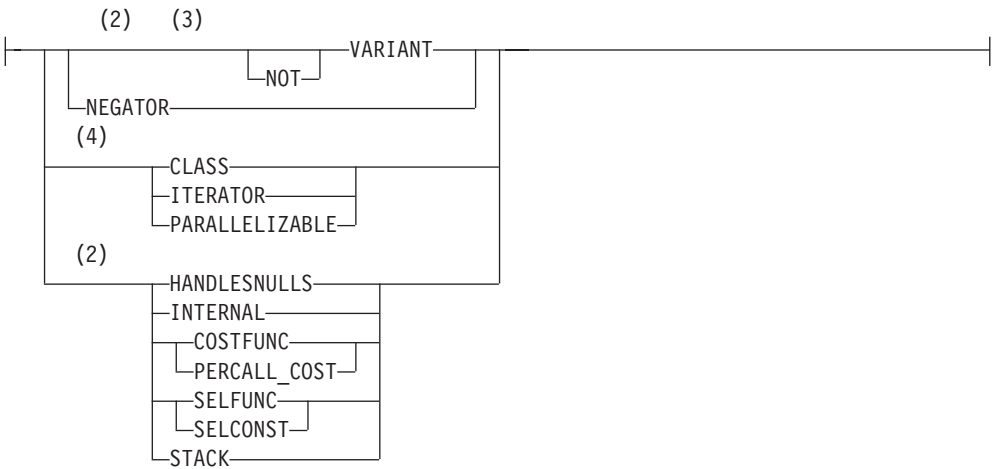 (2) (3)
VARIANT
NOT
NEGATOR
(4)
CLASS
ITERATOR
PARALLELIZABLE
(2)
HANDLESNULLS
INTERNAL
COSTFUNC
PERCALL_COST
SELFUNC
SELCONST
STACK